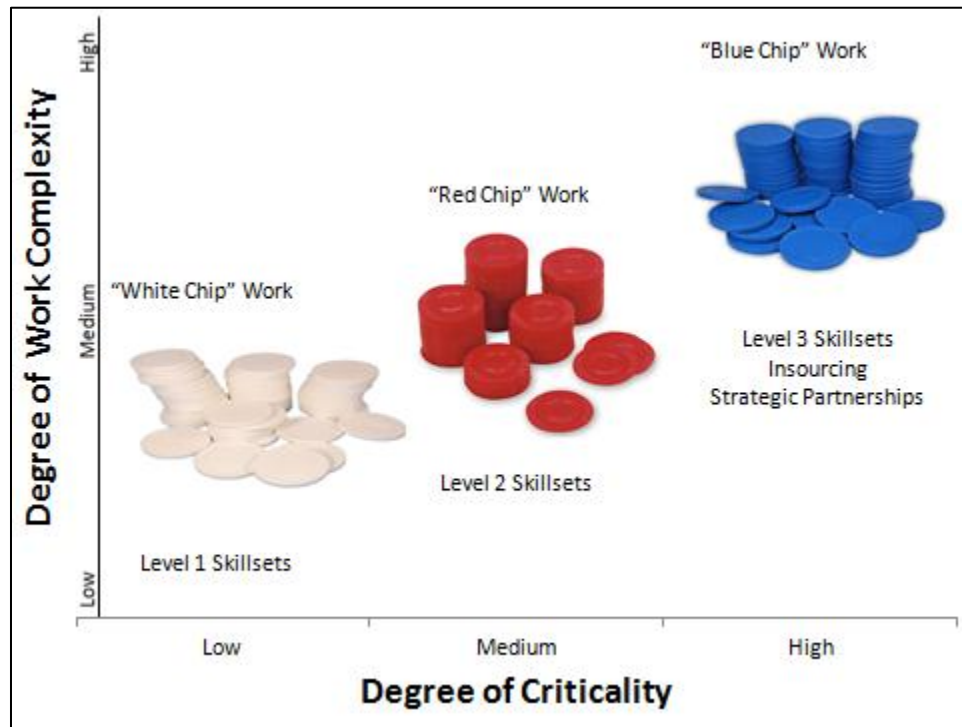 “Blue Chip” Work
“Red Chip” Work
“White Chip” Work
Level 3 Skillsets
Insourcing
Strategic Partnerships
Level 2 Skillsets
Level 1 Skillsets
High
Medium
Low
Degree of Work Complexity
Low
Medium
High
Degree of Criticality